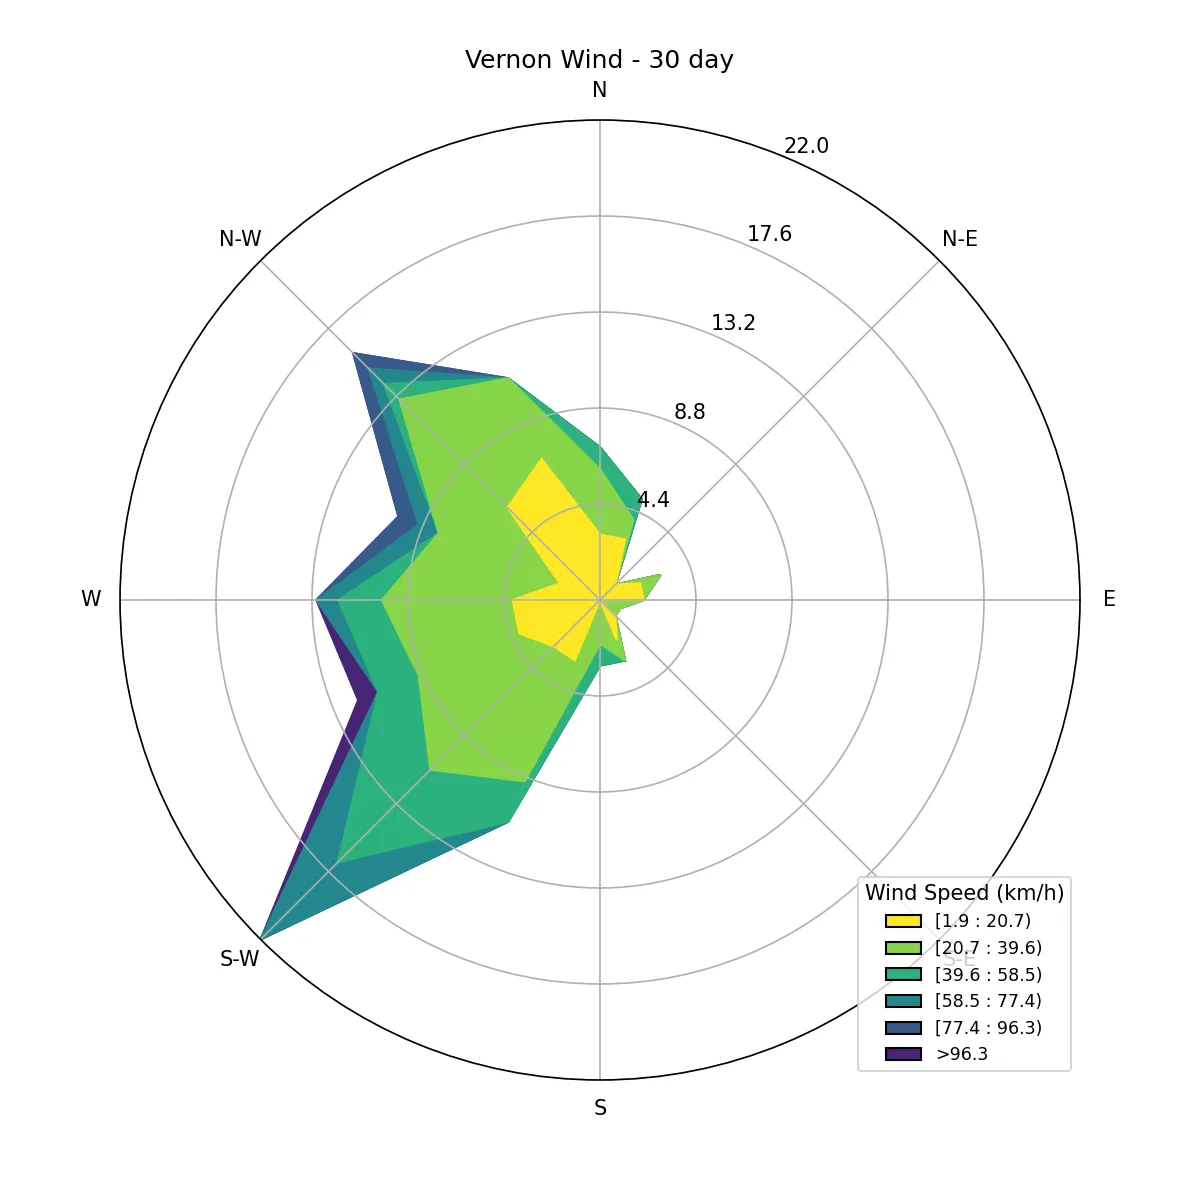 Vernon Wind - 30 day
N
22.0
17.6
N-W
N-E
13.2
8.8
4.4
W
E
S-W
S-E
S
Wind Speed (km/h)
[1.9 : 20.7)
[20.7 : 39.6)
[39.6 : 58.5)
[58.5 : 77.4)
[77.4 : 96.3)
>96.3